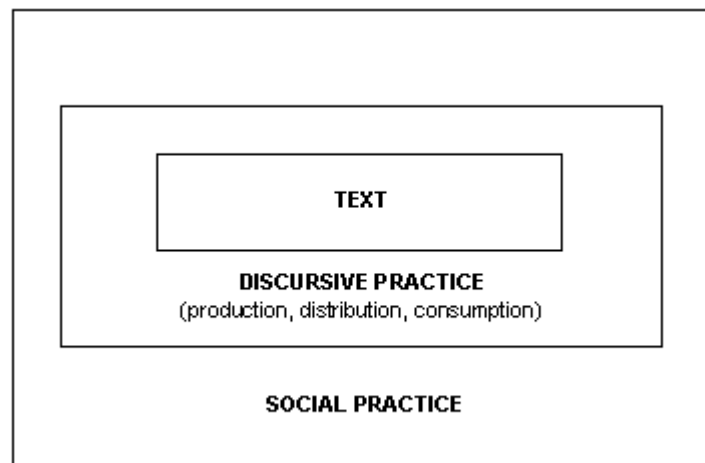 TEXT
DISCURSIVE PRACTICE
(production, distribution, consumption)
SOCIAL PRACTICE